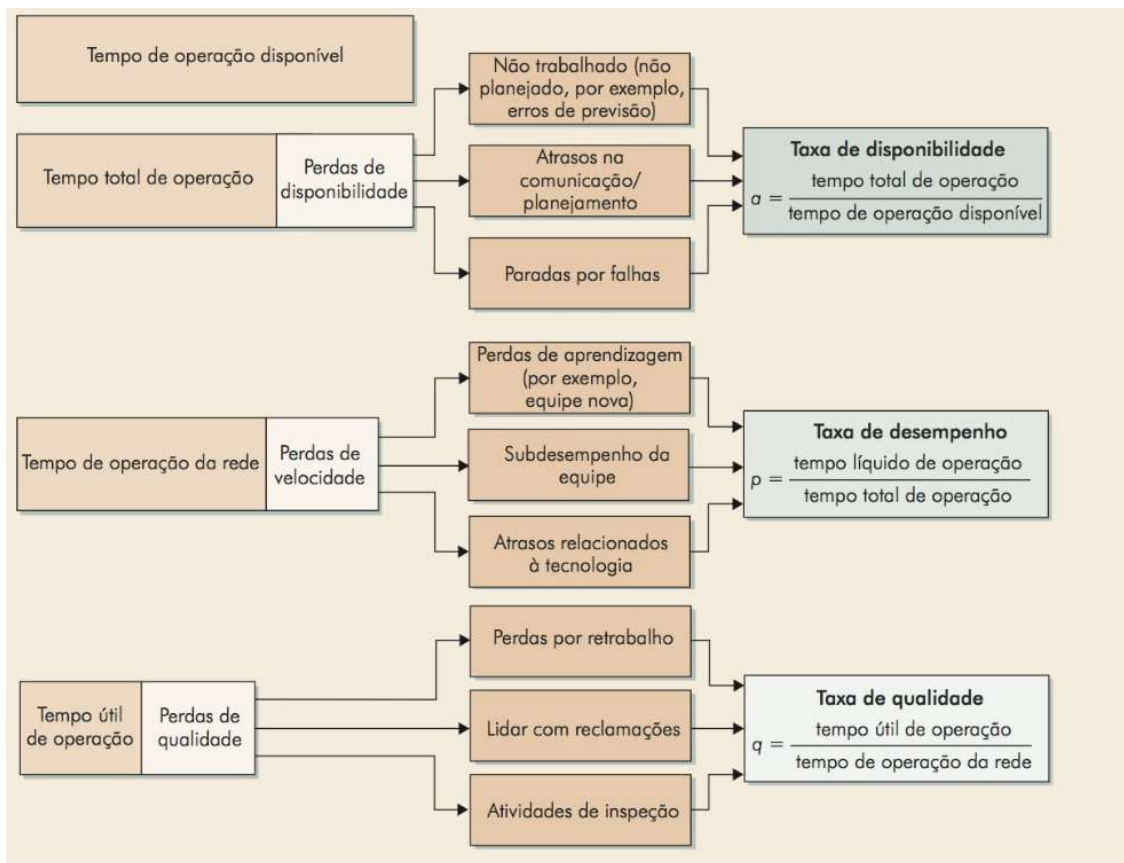 Tempo de operação disponível
Não trabalhado (não
planejado, por exemplo,
erros de previsão)
Tempo total de operação
Perdas de
disponibilidade
Atrasos na
comunicação/
planejamento
Paradas por falhas
Taxa de disponibilidade
a = tempo total de operação
tempo de operação disponível
Perdas de aprendizagem
(por exemplo,
equipe nova)
Tempo de operação da rede
Perdas de
velocidade
Subdesempenho da
equipe
Atrasos relacionados
à tecnologia
Taxa de desempenho
p = tempo líquido de operação
tempo total de operação
Perdas por retrabalho
Tempo útil
de operação
Perdas de
qualidade
Lidar com reclamações
Atividades de inspeção
Taxa de qualidade
q = tempo útil de operação
tempo de operação da rede